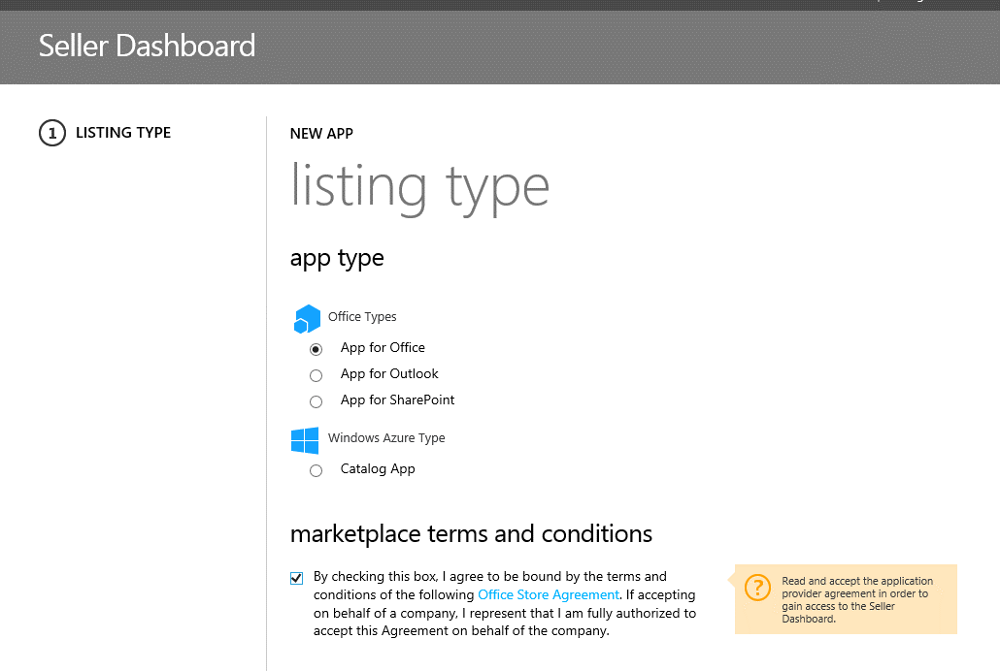 Seller Dashboard
1 LISTING TYPE
NEW APP
listing type
app type
Office Types
App for Office
App for Outlook
App for SharePoint
Windows Azure Type
Catalog App
marketplace terms and conditions
By checking this box, I agree to be bound by the terms and
conditions of the following Office Store Agreement. If accepting
on behalf of a company, I represent that I am fully authorized to
accept this Agreement on behalf of the company.
?
Read and accept the application
provider agreement in order to
gain access to the Seller
Dashboard.